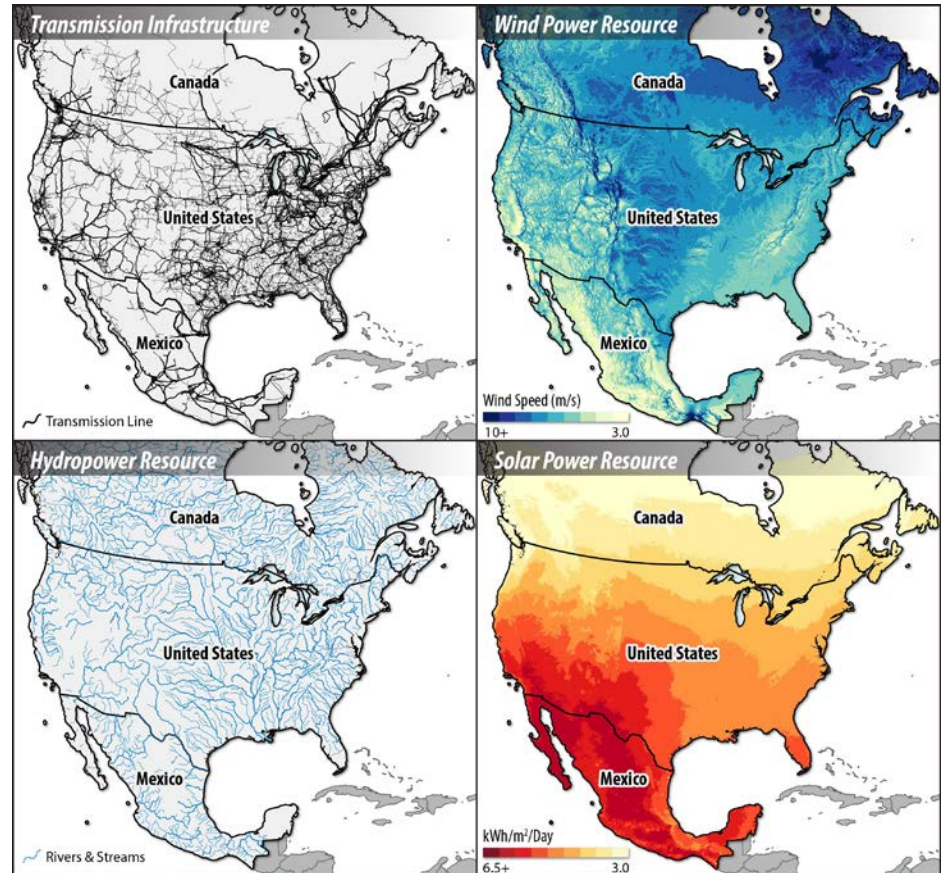 Transmission Infrastructure
Canada
United States
Mexico
Transmission Line
Wind Power Resource
Canada
United States
Mexico
Wind Speed (m/s)
10+ 3.0
Hydropower Resource
Canada
United States
Mexico
Rivers & Streams
Solar Power Resource
Canada
United States
Mexico
kWh/m²/Day
6.5+ 3.0